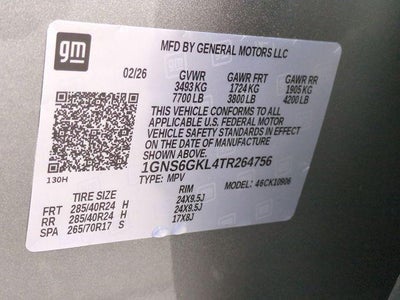 gm
MFD BY GENERAL MOTORS LLC
02/26 GVWR GAWR FRT GAWR RR
3493 KG 1724 KG 1905 KG
7700 LB 3800 LB 4200 LB
THIS VEHICLE CONFORMS TO ALL
APPLICABLE U.S. FEDERAL MOTOR
VEHICLE SAFETY STANDARDS IN EFFECT
ON THE DATE OF MANUFACTURE
SHOWN ABOVE.
1GNS6GKL4TR264756
TYPE: MPV MODEL: 46CK10906
130H
TIRE SIZE RIM
FRT 285/40R24 H 24X9.5J
RR 285/40R24 H 24X9.5J
SPA 265/70R17 S 17X8J